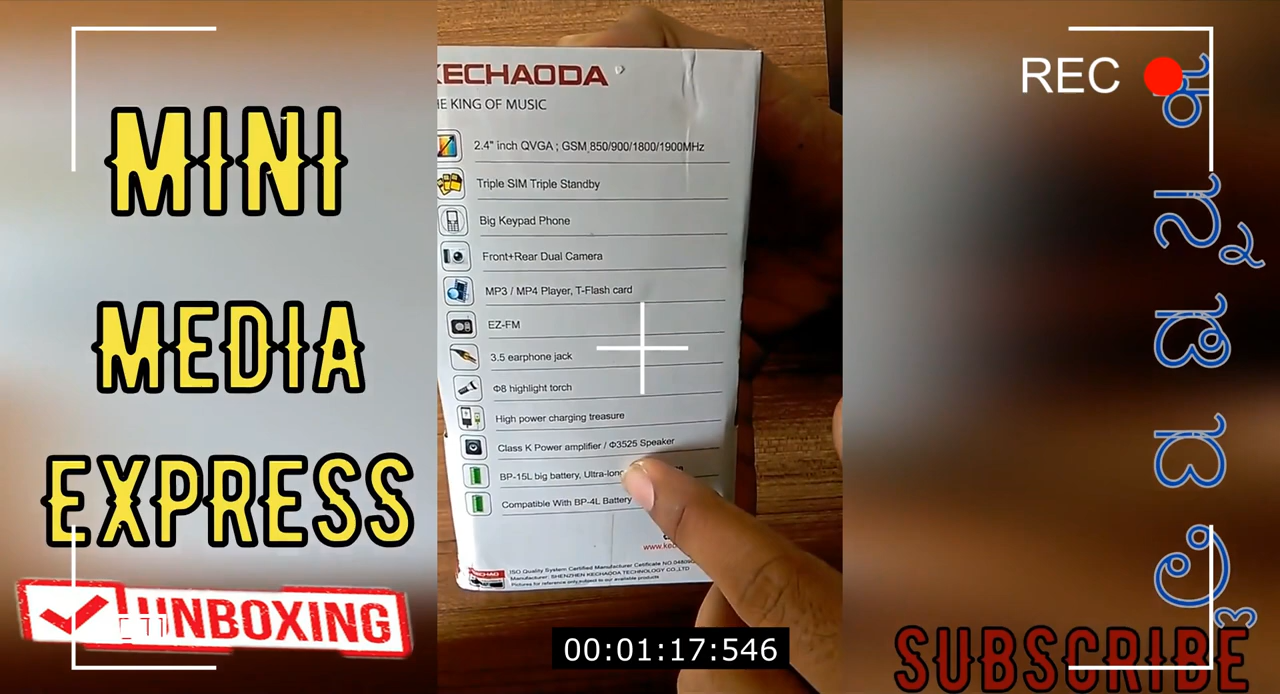 MINI
MEDIA
EXPRESS
UNBOXING
KECHAODA
THE KING OF MUSIC
2.4" inch QVGA ; GSM 850/900/1800/1900MHz
Triple SIM Triple Standby
Big Keypad Phone
Front+Rear Dual Camera
MP3 / MP4 Player, T-Flash card
EZ-FM
3.5 earphone jack
Φ8 highlight torch
High power charging treasure
Class K Power amplifier / Φ3525 Speaker
BP-15L big battery, Ultra-long
Compatible With BP-4L Battery
ISO Quality System Certified Manufacturer Cetificate
Manufacturer: SHENZHEN KECHAODA TECHNOLOGY CO.,LTD
Pictures for reference only,subject to our available products
00:01:17:546
REC
ಕನ್ನಡದಲ್ಲಿ
SUBSCRIBE